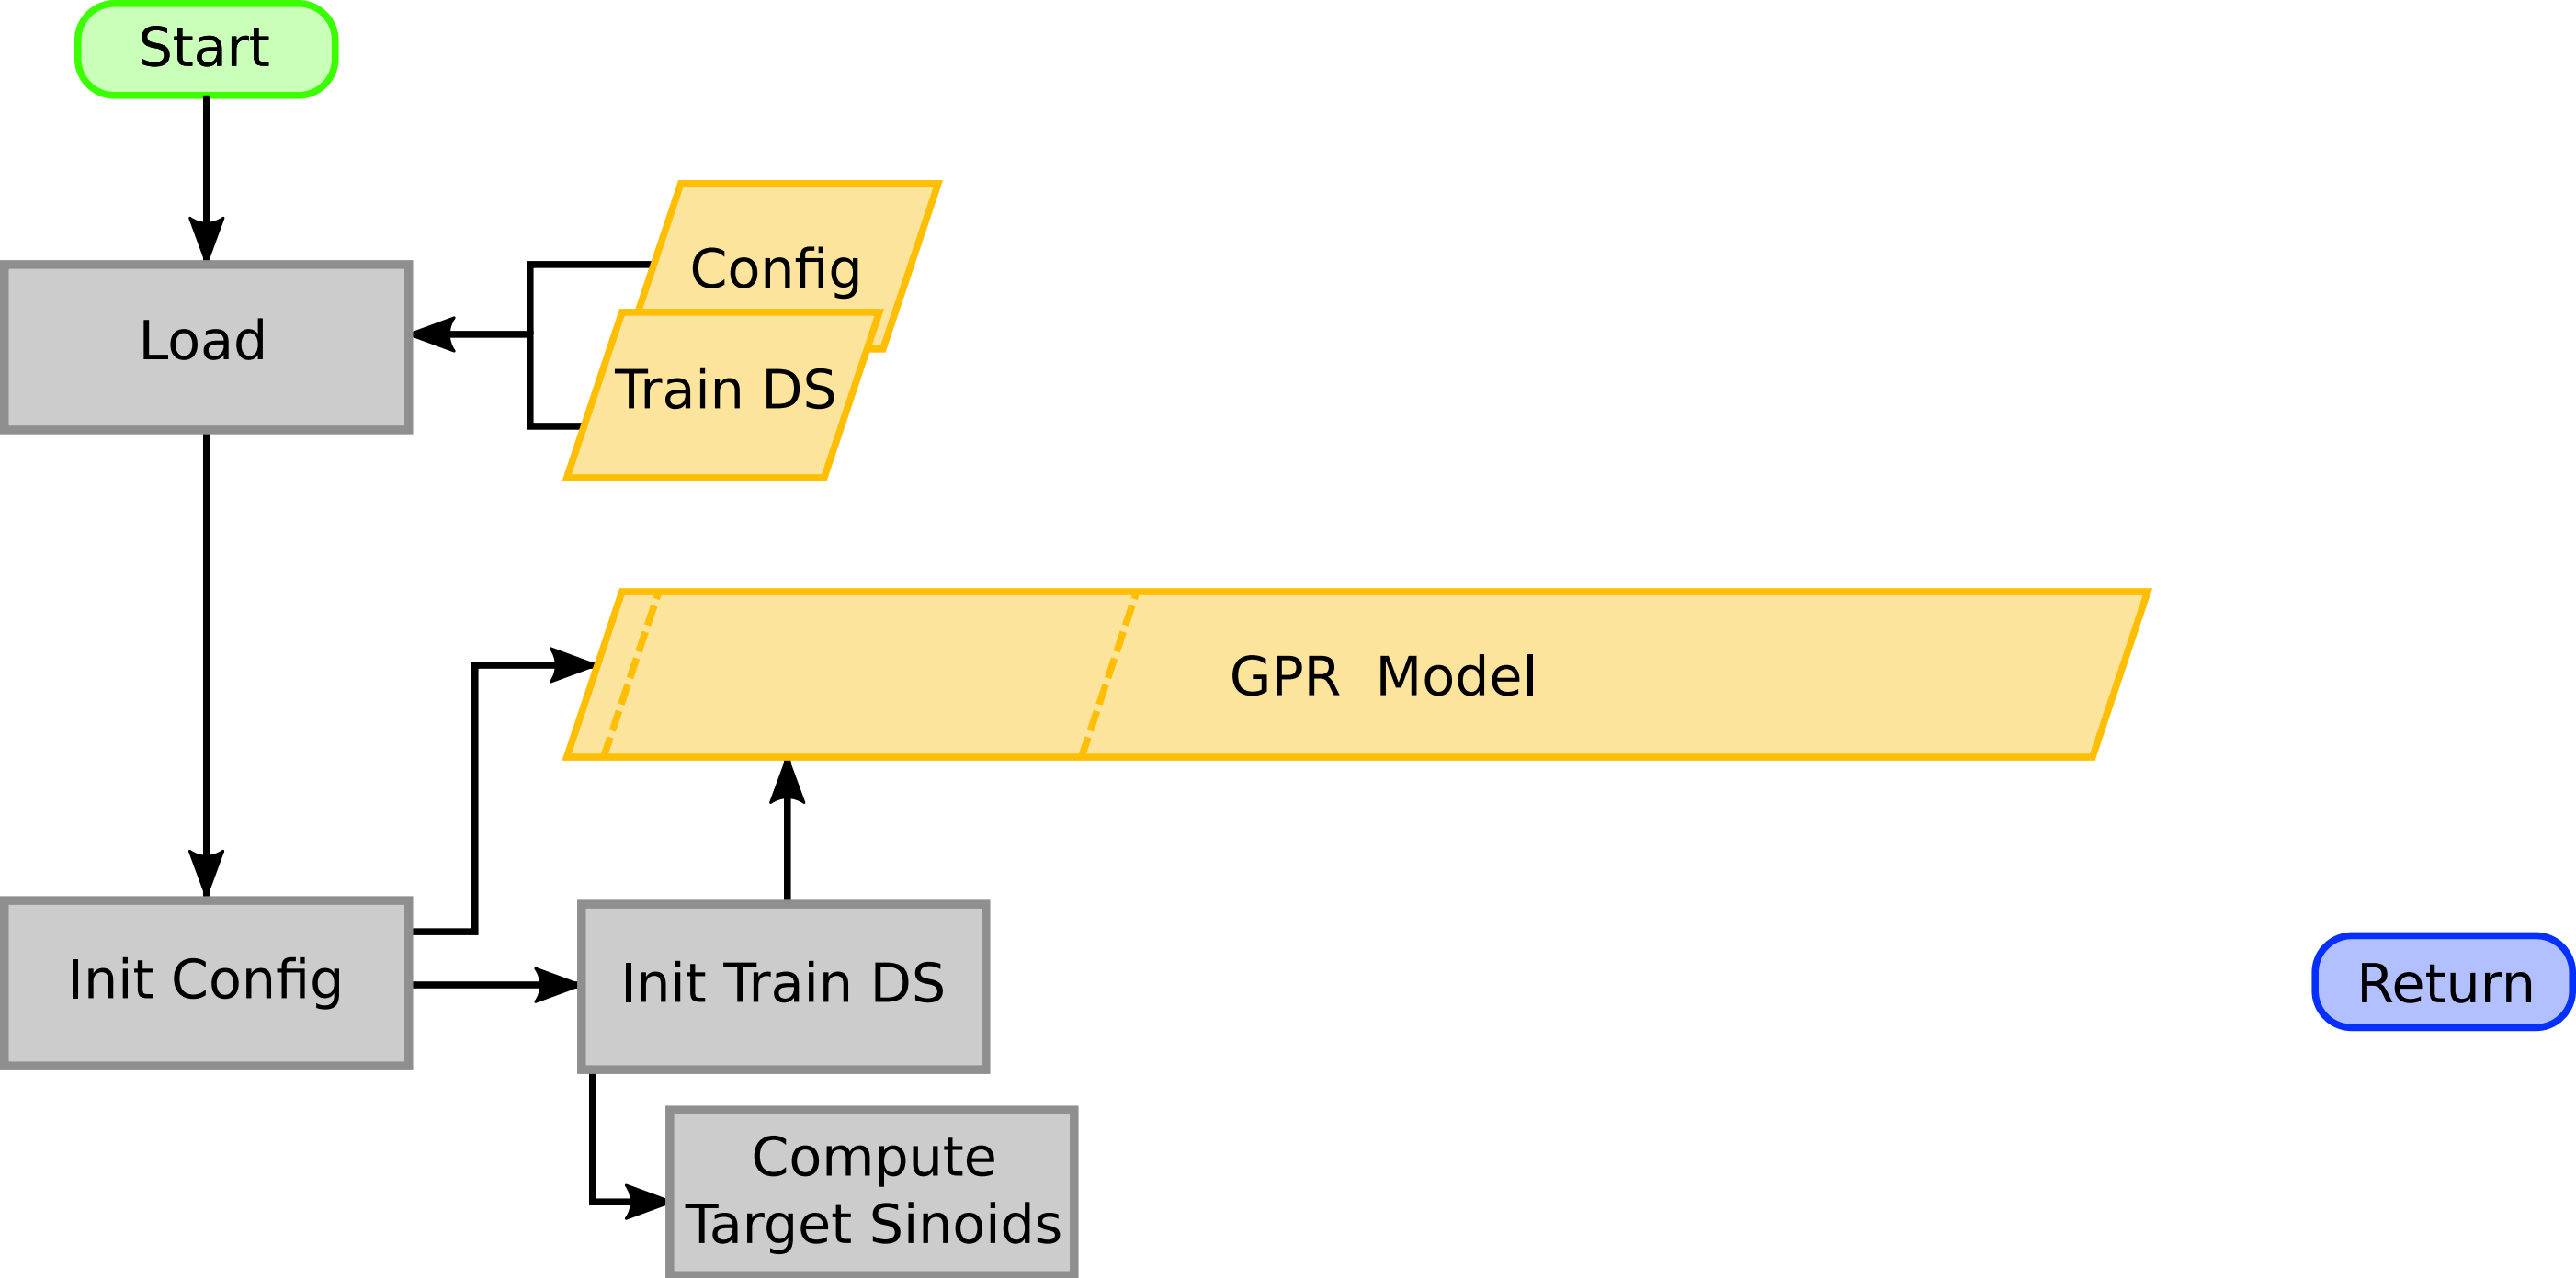 Start
Config
Load
Train DS
GPR Model
Init Config
Init Train DS
Return
Compute
Target Sinoids